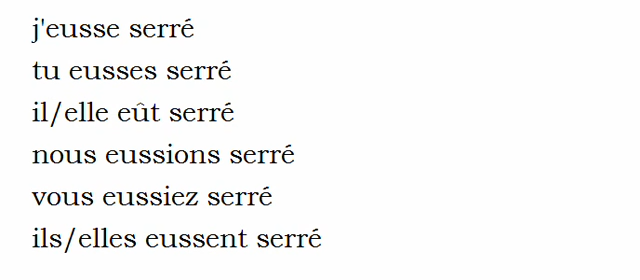 j'eusse serré
tu eusses serré
il/elle eût serré
nous eussions serré
vous eussiez serré
ils/elles eussent serré